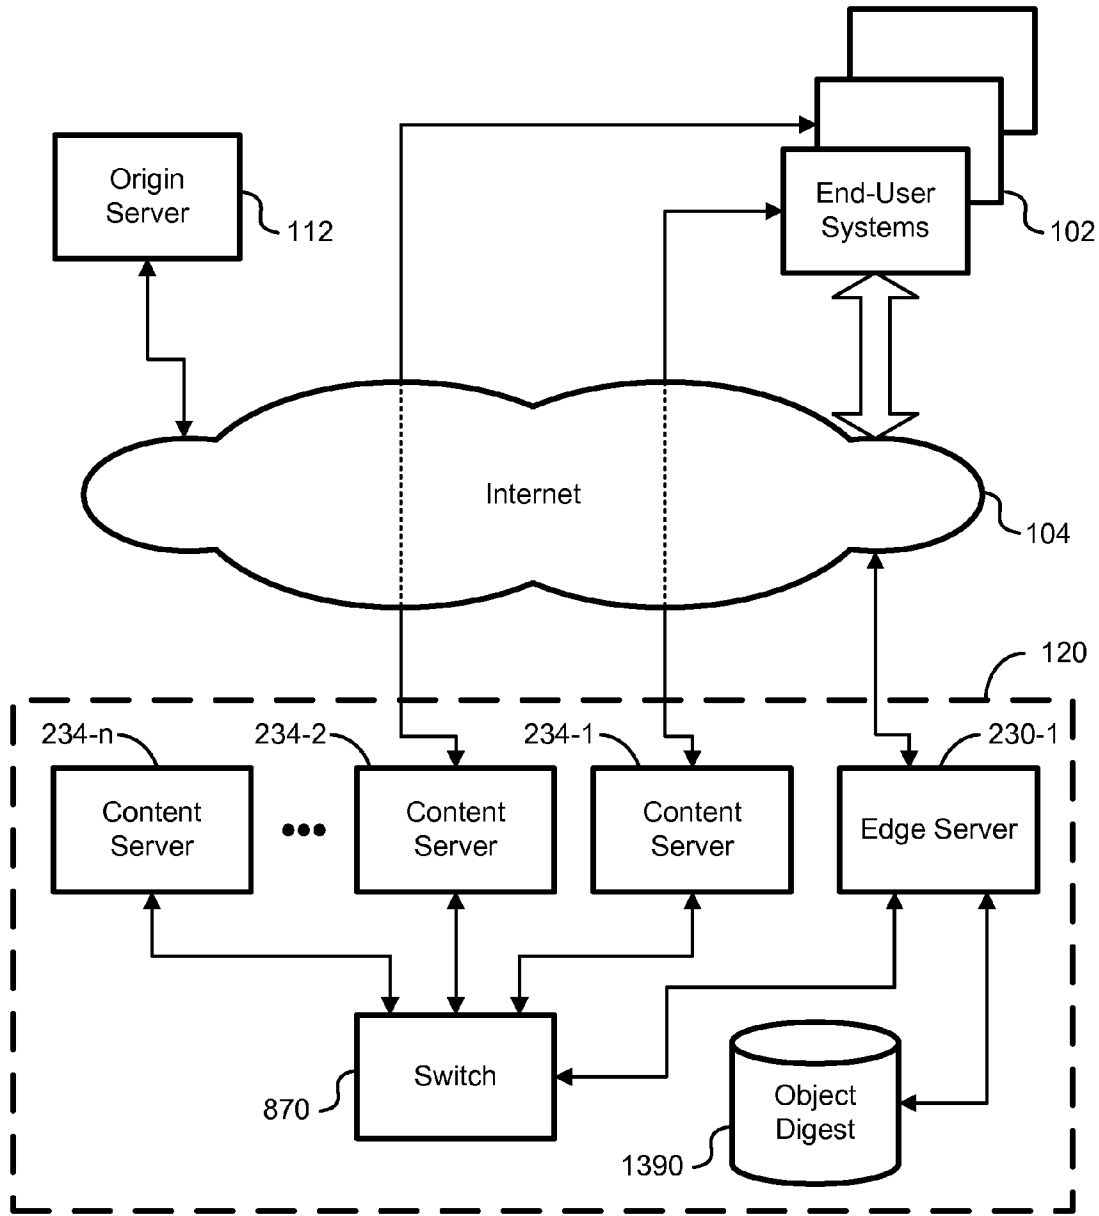 Origin
Server
112
End-User
Systems
102
Internet
104
120
234-n
234-2
234-1
230-1
Content
Server
•••
Content
Server
Content
Server
Edge Server
Switch
870
Object
Digest
1390